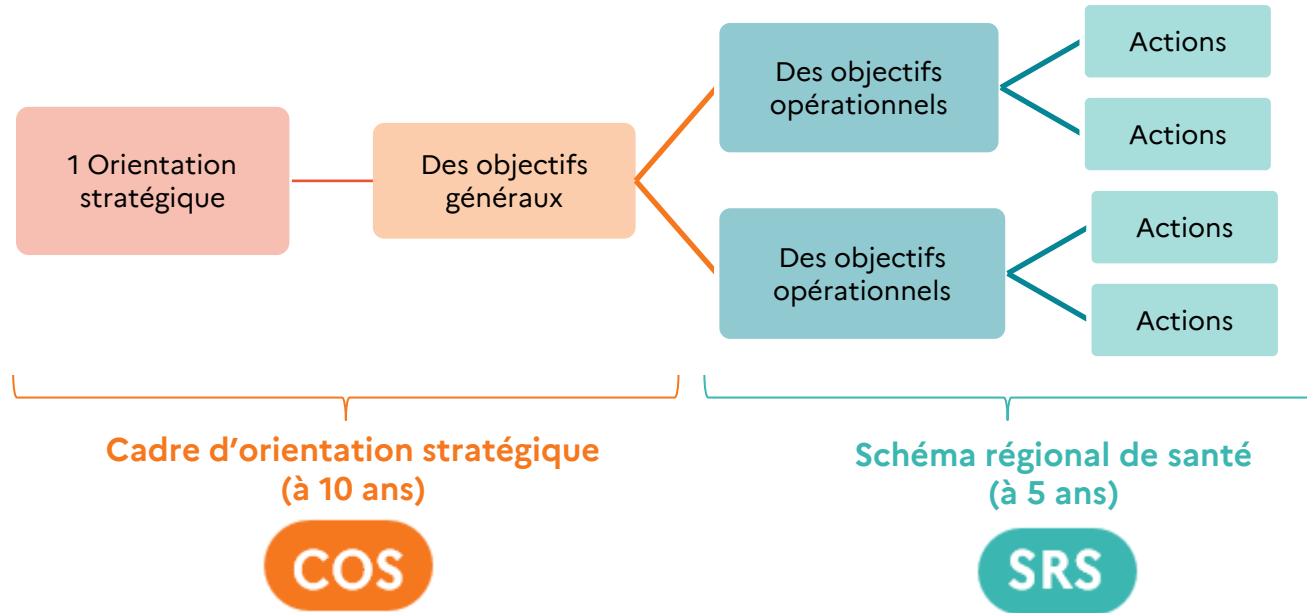 1 Orientation
stratégique
Des objectifs
généraux
Des objectifs
opérationnels
Actions
Actions
Des objectifs
opérationnels
Actions
Actions
Cadre d’orientation stratégique
(à 10 ans)
COS
Schéma régional de santé
(à 5 ans)
SRS